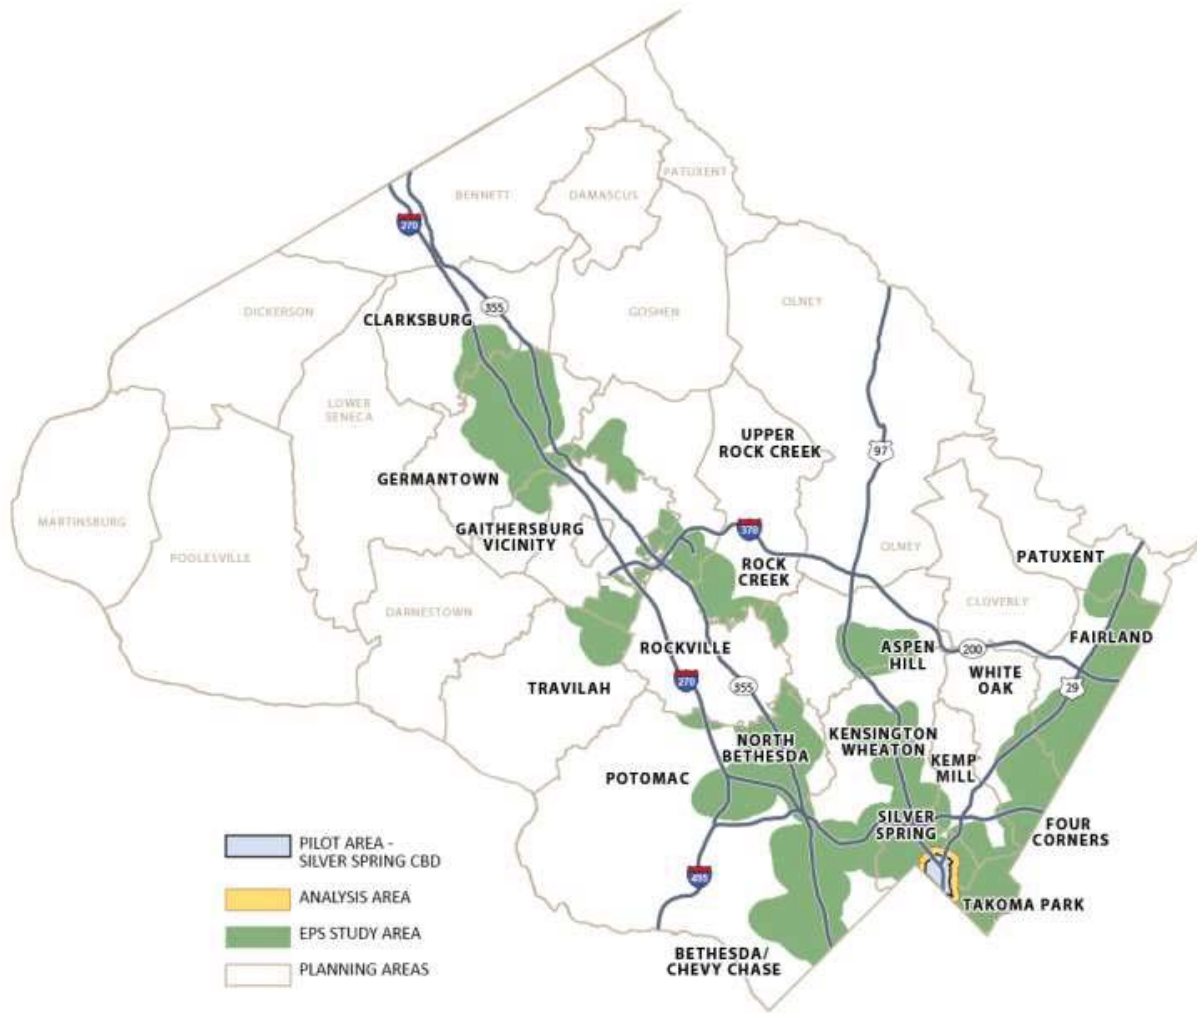 PATUXENT
BENNETT
DAMASCUS
270
355
OLNEY
DICKERSON
CLARKSBURG
GOSHEN
LOWER
SENECA
UPPER
ROCK CREEK
97
GERMANTOWN
MARTINSBURG
GAITHERSBURG
VICINITY
370
POOLESVILLE
OLNEY
PATUXENT
ROCK
CREEK
DARNESTOWN
CLOVERLY
FAIRLAND
ROCKVILLE
ASPEN
HILL
200
WHITE
OAK
TRAVILAH
270
355
29
NORTH
BETHESDA
KENSINGTON
WHEATON
KEMP
MILL
POTOMAC
SILVER
SPRING
FOUR
CORNERS
495
TAKOMA PARK
BETHESDA/
CHEVY CHASE
PILOT AREA -
SILVER SPRING CBD
ANALYSIS AREA
EPS STUDY AREA
PLANNING AREAS